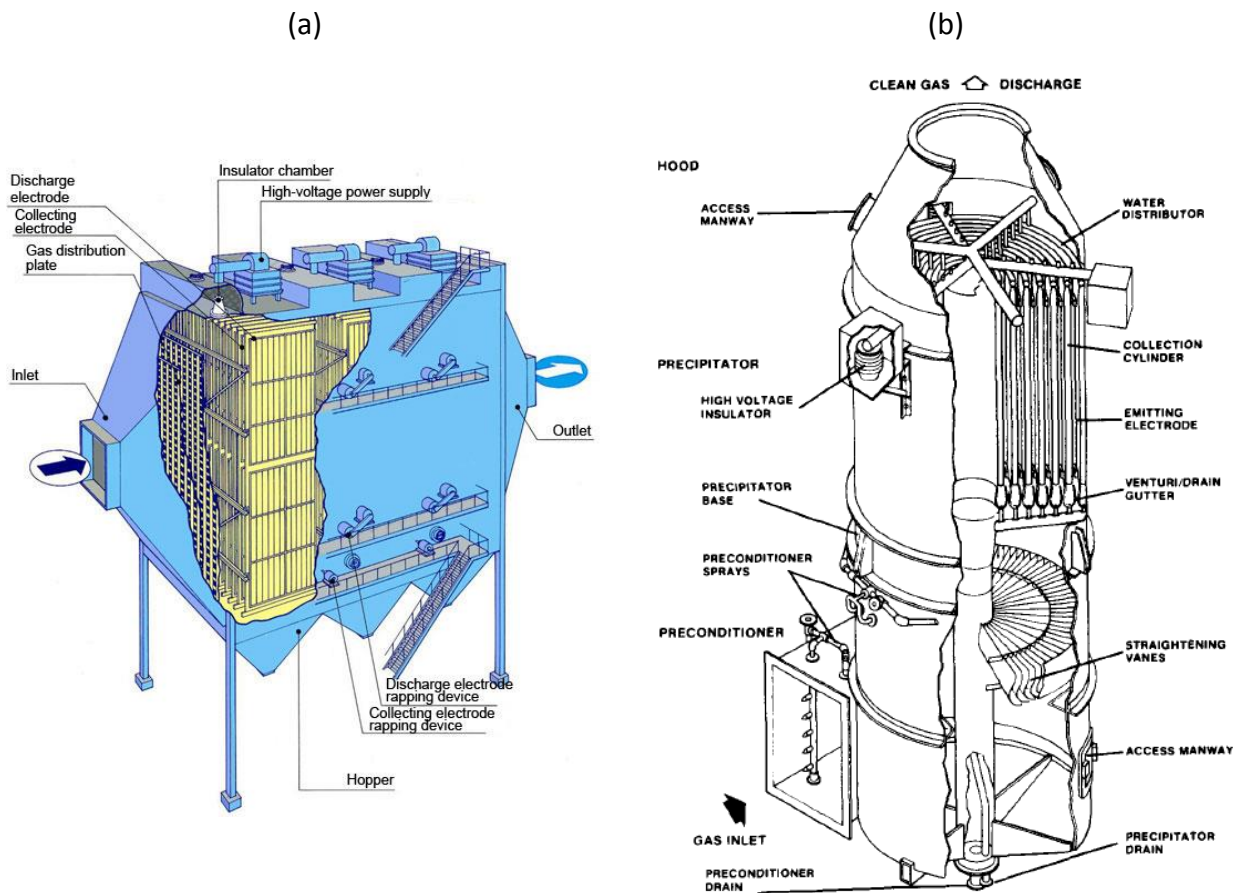 (a)
Insulator chamber
Discharge
electrode
High-voltage power supply
Collecting
electrode
Gas distribution
plate
Inlet
Outlet
Discharge electrode
rapping device
Collecting electrode
rapping device
Hopper
(b)
CLEAN GAS DISCHARGE
HOOD
ACCESS
MANWAY
WATER
DISTRIBUTOR
PRECIPITATOR
COLLECTION
CYLINDER
HIGH VOLTAGE
INSULATOR
EMITTING
ELECTRODE
PRECIPITATOR
BASE
VENTURI/DRAIN
GUTTER
PRECONDITIONER
SPRAYS
PRECONDITIONER
STRAIGHTENING
VANES
ACCESS MANWAY
GAS INLET
PRECIPITATOR
DRAIN
PRECONDITIONER
DRAIN